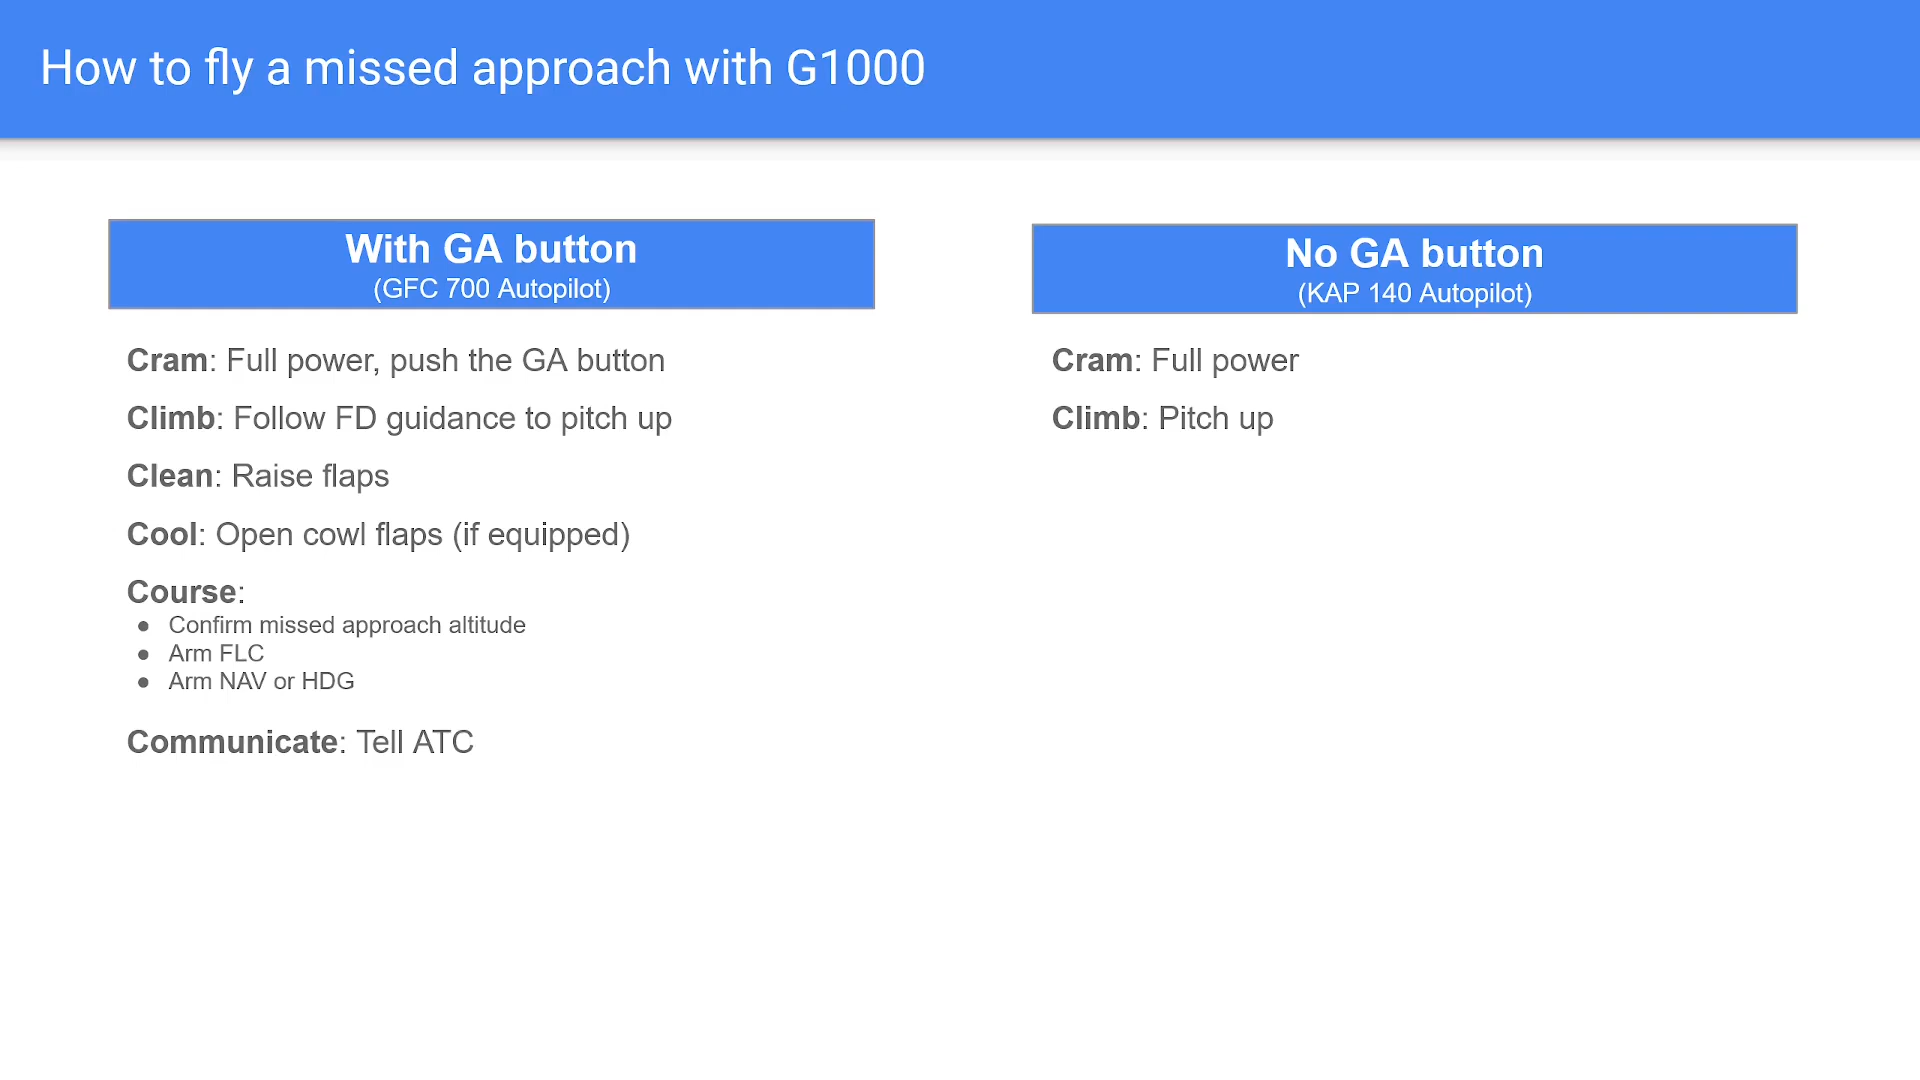 How to fly a missed approach with G1000
With GA button
(GFC 700 Autopilot)
Cram: Full power, push the GA button
Climb: Follow FD guidance to pitch up
Clean: Raise flaps
Cool: Open cowl flaps (if equipped)
Course:
● Confirm missed approach altitude
● Arm FLC
● Arm NAV or HDG
Communicate: Tell ATC
No GA button
(KAP 140 Autopilot)
Cram: Full power
Climb: Pitch up